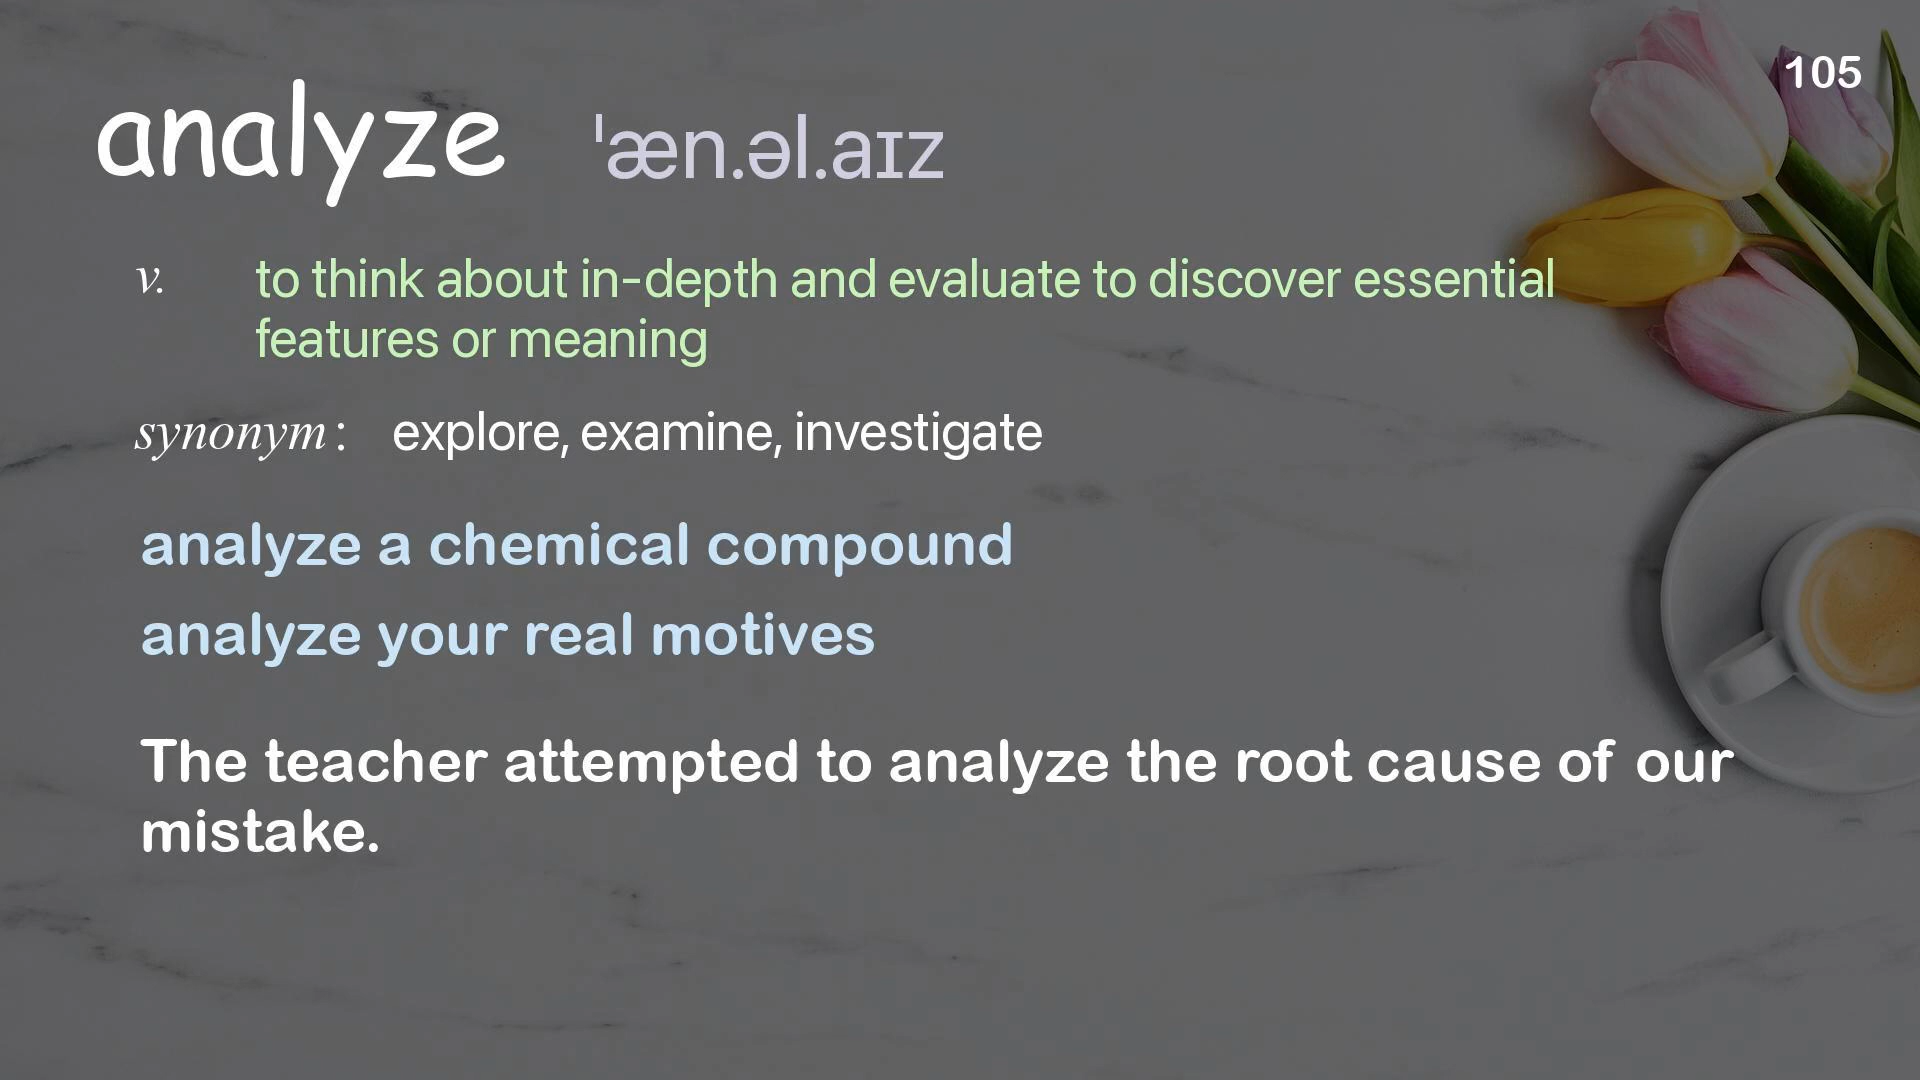 105
analyze ˈæn.əl.aɪz
v. to think about in-depth and evaluate to discover essential
features or meaning
synonym : explore, examine, investigate
analyze a chemical compound
analyze your real motives
The teacher attempted to analyze the root cause of our
mistake.